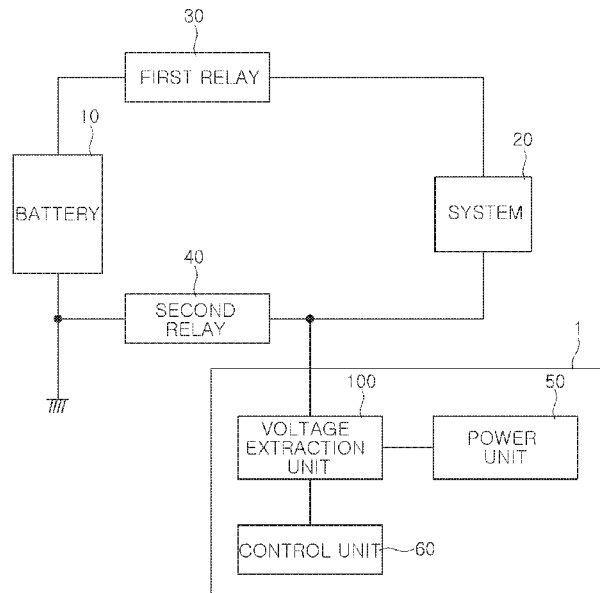 30
FIRST RELAY
10
BATTERY
20
SYSTEM
40
SECOND
RELAY
1
100
VOLTAGE
EXTRACTION
UNIT
50
POWER
UNIT
CONTROL UNIT
60